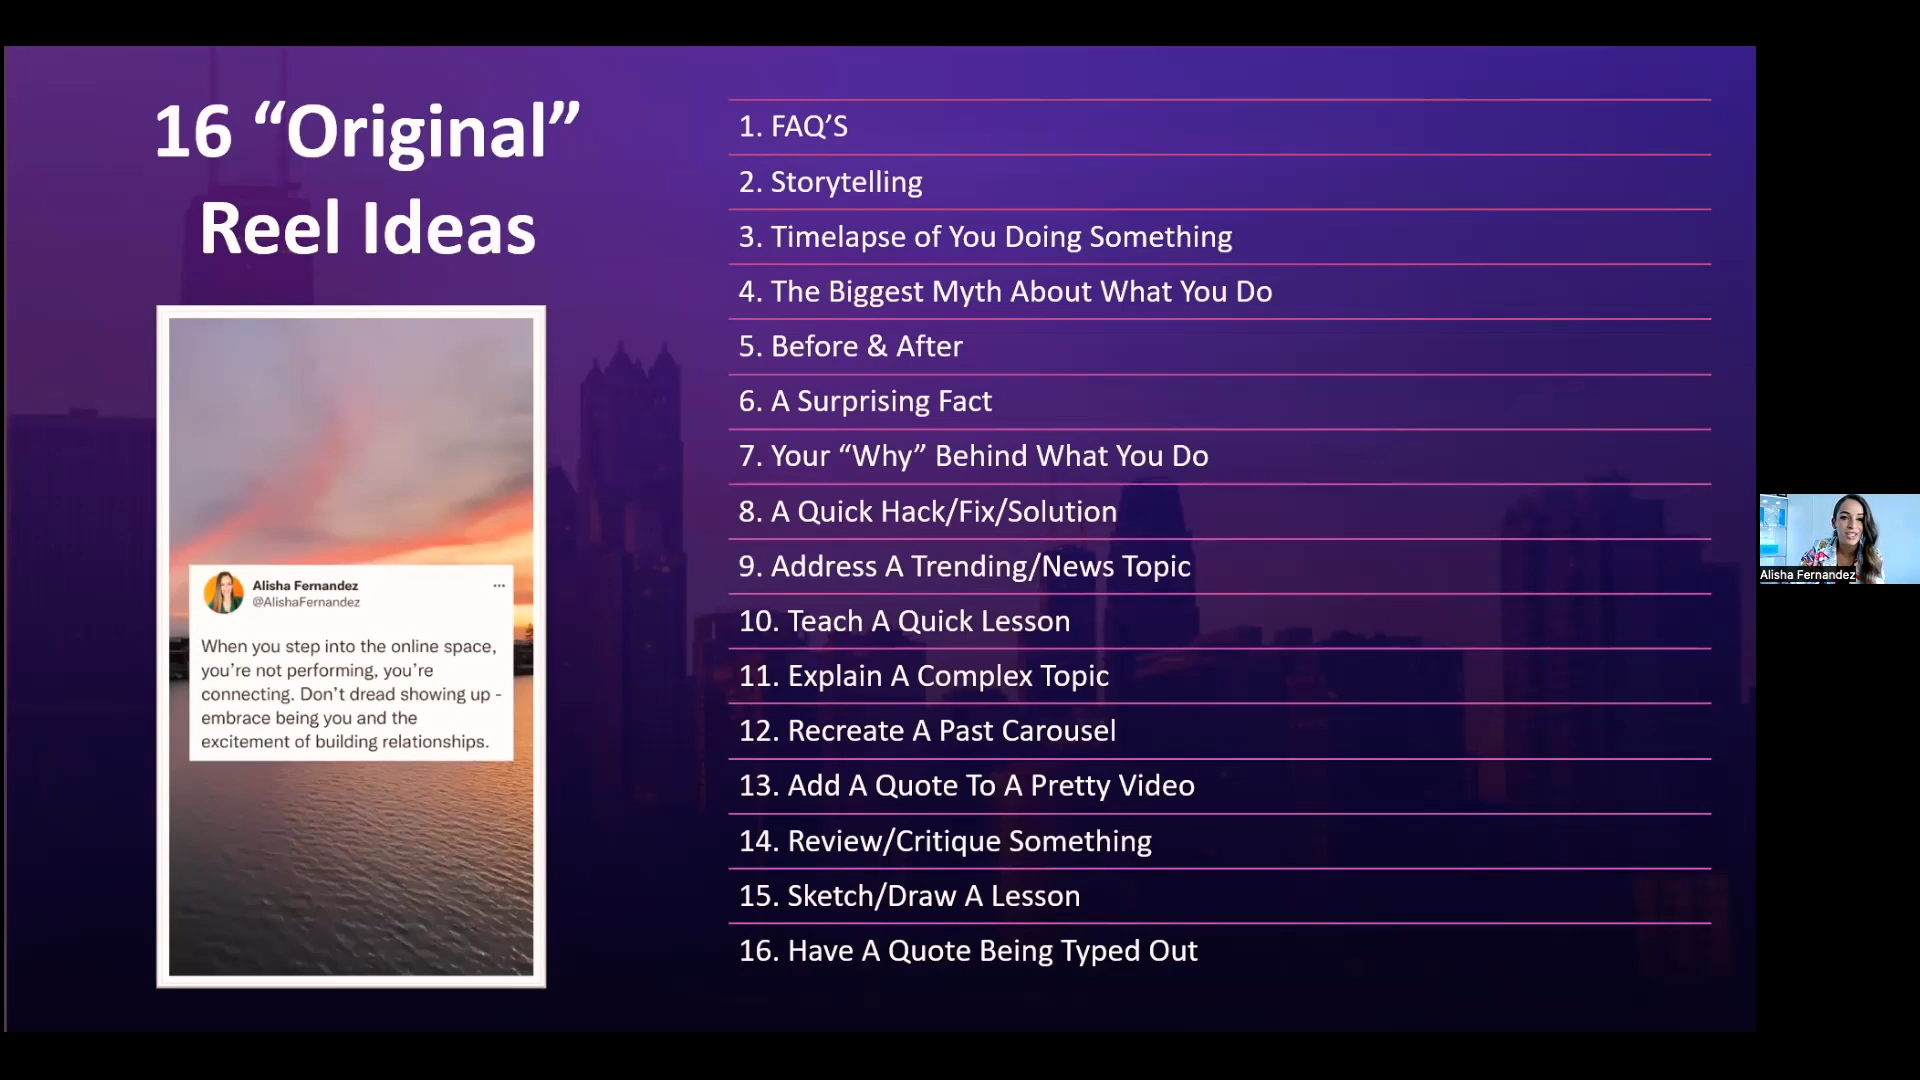 16 “Original”
Reel Ideas
Alisha Fernandez
@AlishaFernandez
When you step into the online space,
you’re not performing, you’re
connecting. Don’t dread showing up -
embrace being you and the
excitement of building relationships.
1. FAQ’S
2. Storytelling
3. Timelapse of You Doing Something
4. The Biggest Myth About What You Do
5. Before & After
6. A Surprising Fact
7. Your “Why” Behind What You Do
8. A Quick Hack/Fix/Solution
9. Address A Trending/News Topic
10. Teach A Quick Lesson
11. Explain A Complex Topic
12. Recreate A Past Carousel
13. Add A Quote To A Pretty Video
14. Review/Critique Something
15. Sketch/Draw A Lesson
16. Have A Quote Being Typed Out
Alisha Fernandez